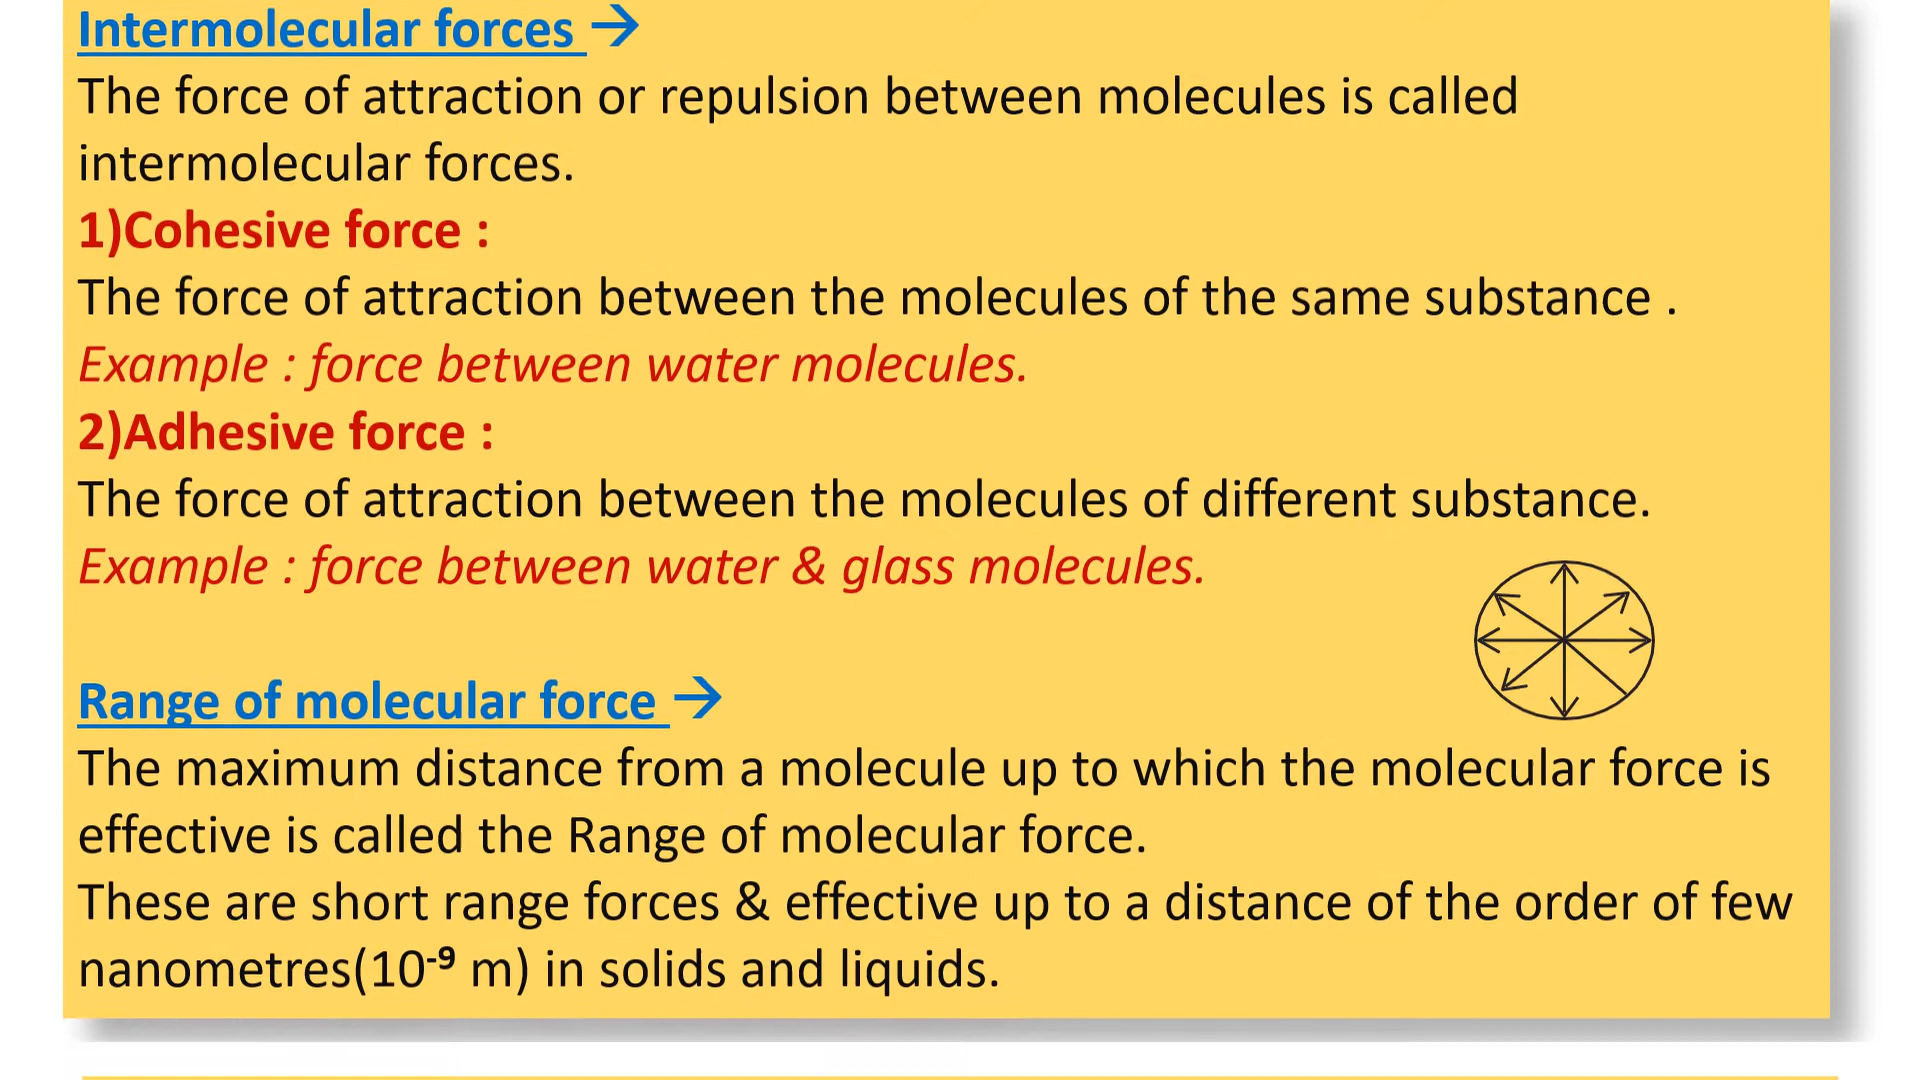 Intermolecular forces →
The force of attraction or repulsion between molecules is called
intermolecular forces.
1)Cohesive force :
The force of attraction between the molecules of the same substance .
Example : force between water molecules.
2)Adhesive force :
The force of attraction between the molecules of different substance.
Example : force between water & glass molecules.
Range of molecular force →
The maximum distance from a molecule up to which the molecular force is
effective is called the Range of molecular force.
These are short range forces & effective up to a distance of the order of few
nanometres(10⁻⁹ m) in solids and liquids.